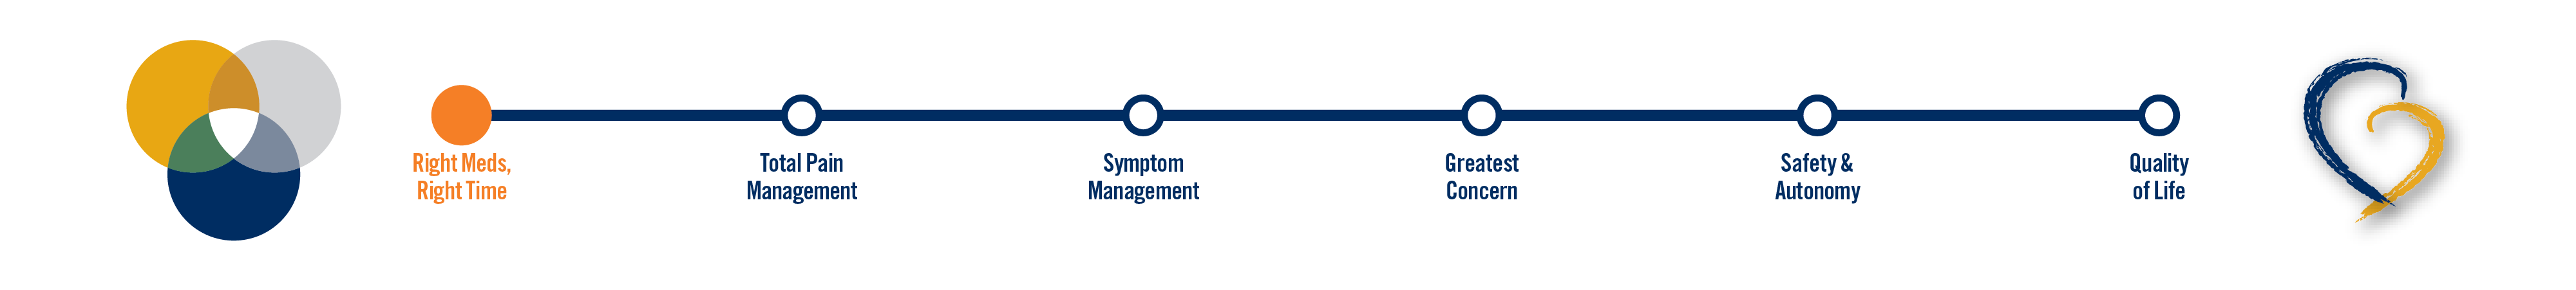 Right Meds,
Right Time
Total Pain
Management
Symptom
Management
Greatest
Concern
Safety &
Autonomy
Quality
of Life